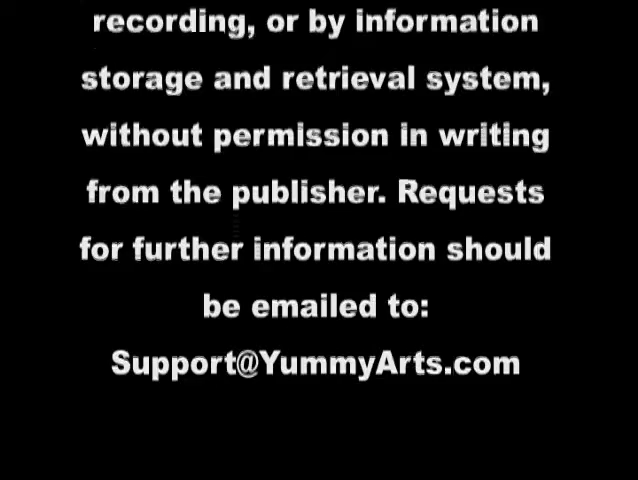 recording, or by information
storage and retrieval system,
without permission in writing
from the publisher. Requests
for further information should
be emailed to:
Support@YummyArts.com